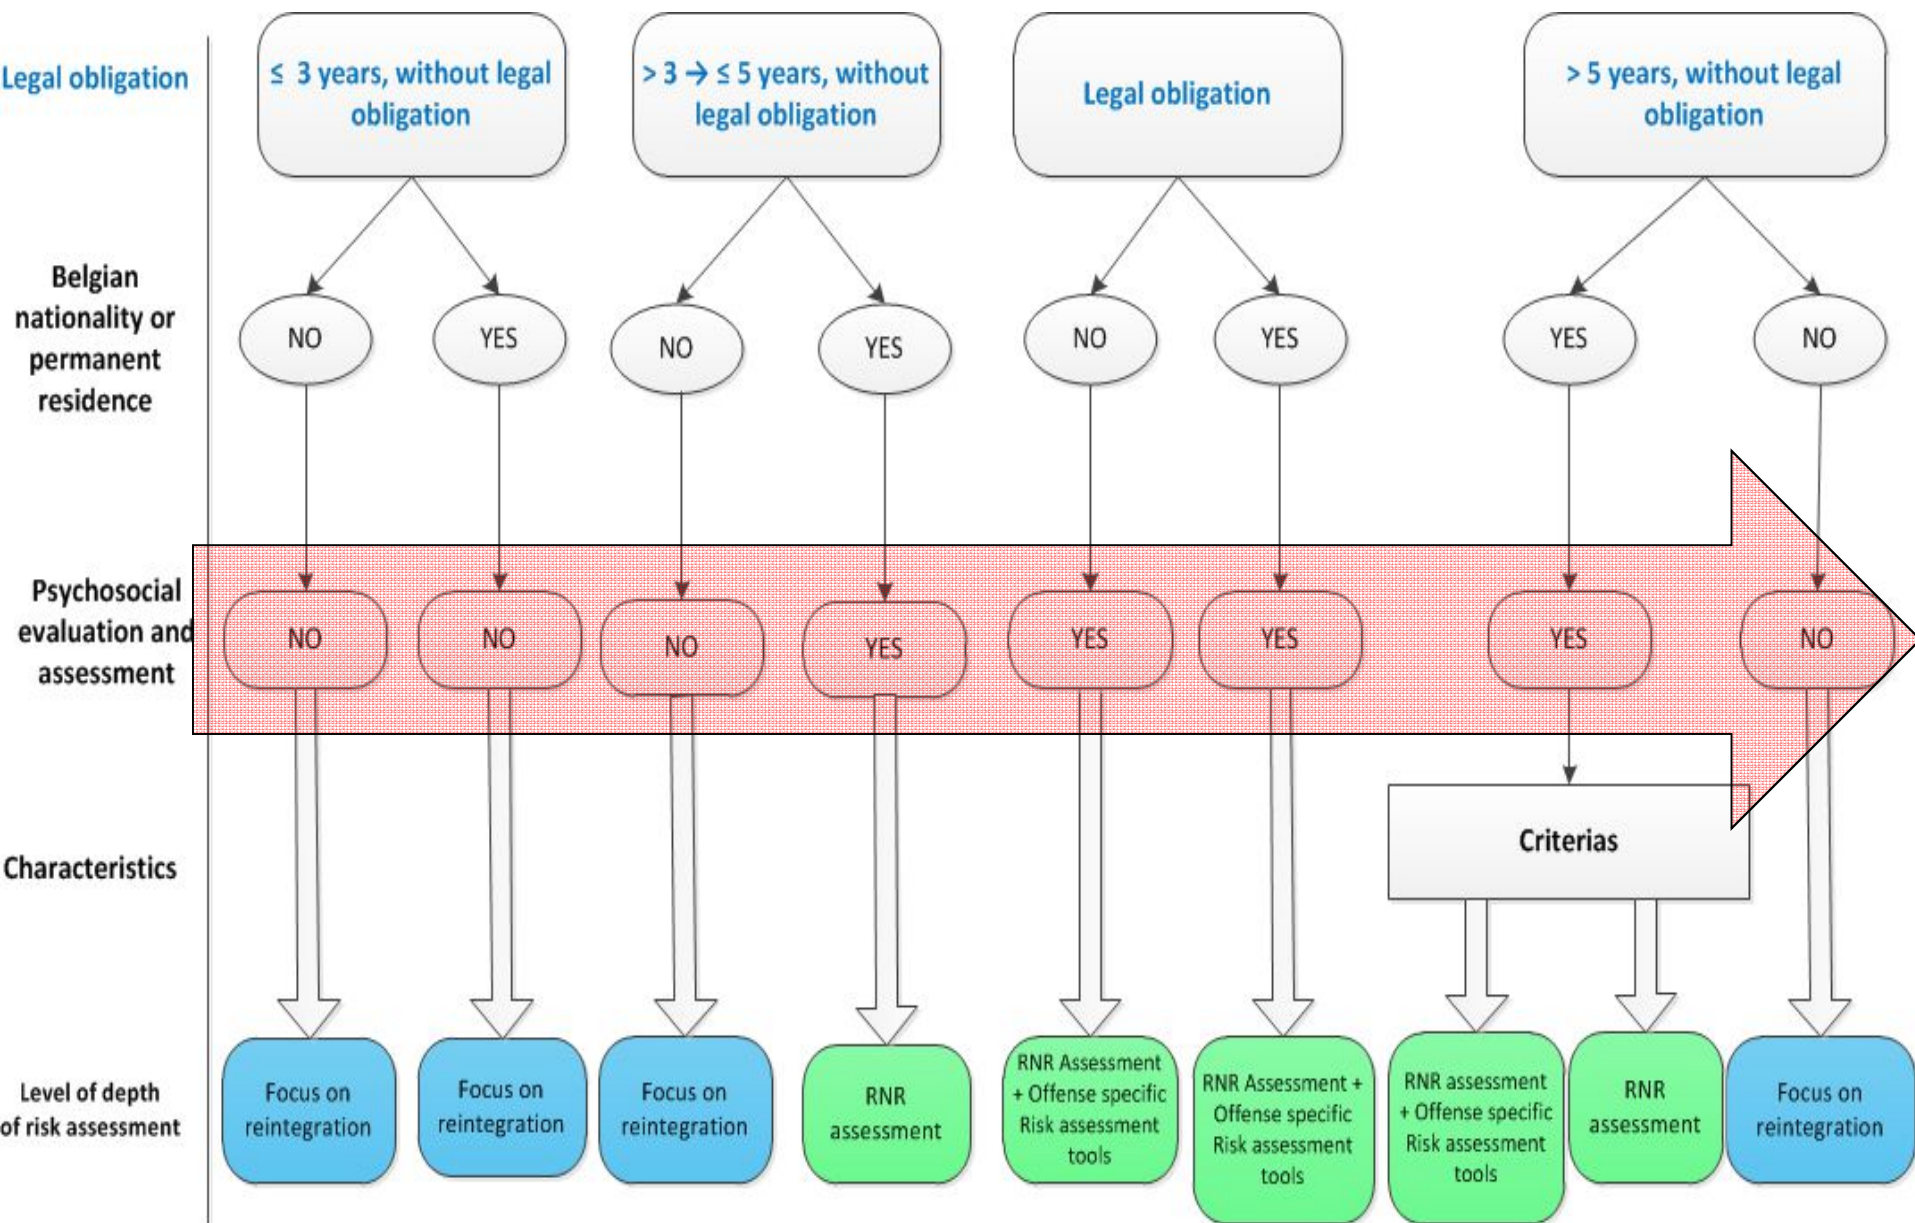 Legal obligation
≤ 3 years, without legal
obligation
> 3 → ≤ 5 years, without
legal obligation
Legal obligation
> 5 years, without legal
obligation
Belgian
nationality or
permanent
residence
NO
YES
NO
YES
NO
YES
YES
NO
Psychosocial
evaluation and
assessment
NO
NO
NO
YES
YES
YES
YES
NO
Characteristics
Criterias
Level of depth
of risk assessment
Focus on
reintegration
Focus on
reintegration
Focus on
reintegration
RNR
assessment
RNR Assessment
+ Offense specific
Risk assessment
tools
RNR Assessment +
Offense specific
Risk assessment
tools
RNR assessment
+ Offense specific
Risk assessment
tools
RNR
assessment
Focus on
reintegration